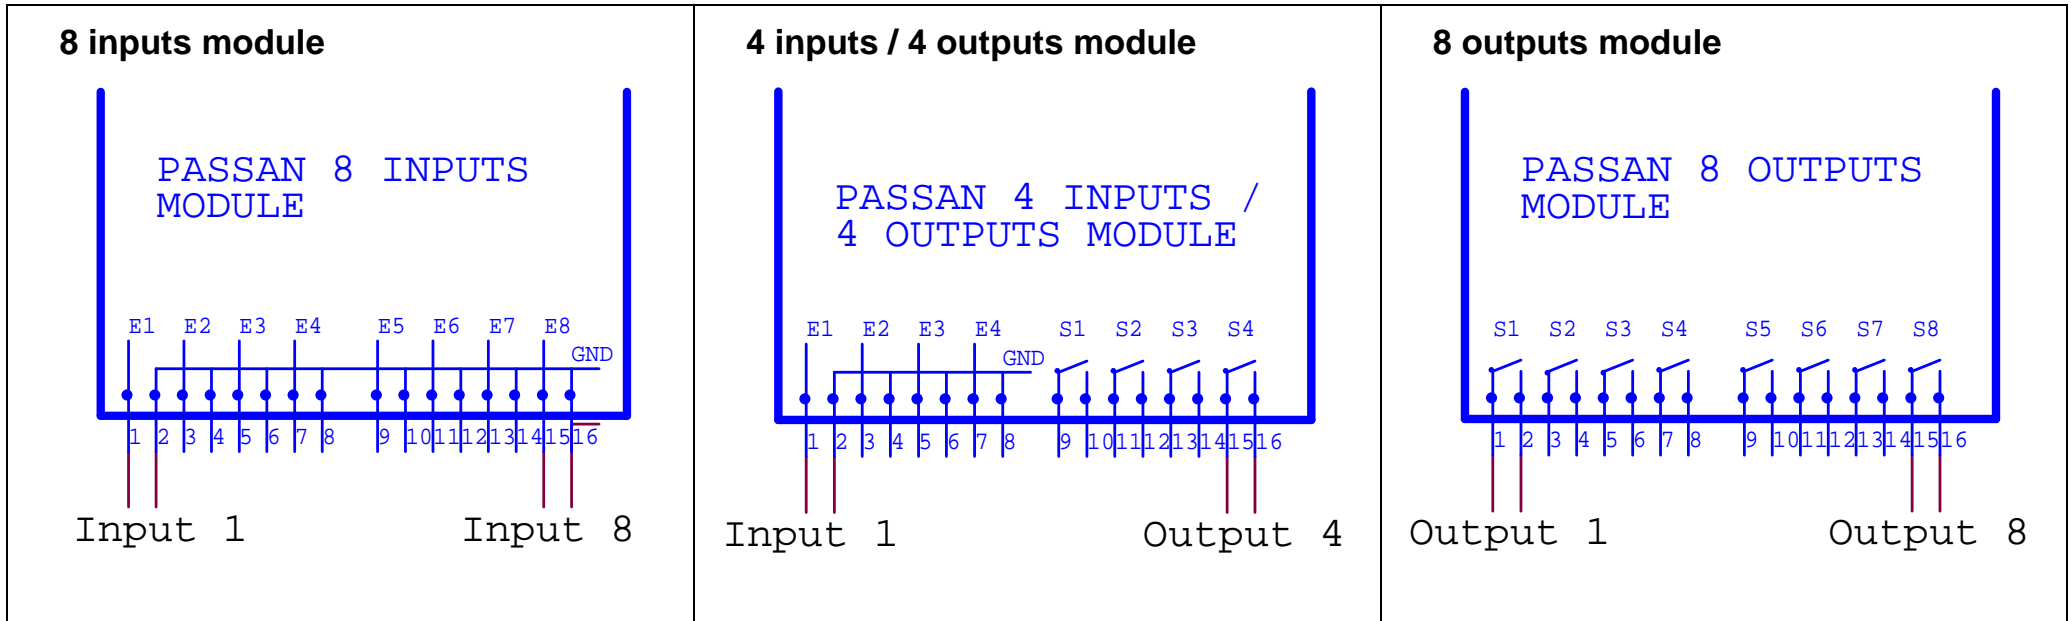 8 inputs module
PASSAN 8 INPUTS
MODULE
E1 E2 E3 E4 E5 E6 E7 E8
GND
1 2 3 4 5 6 7 8 9 10 11 12 13 14 15 16
Input 1 Input 8
4 inputs / 4 outputs module
PASSAN 4 INPUTS /
4 OUTPUTS MODULE
E1 E2 E3 E4 S1 S2 S3 S4
GND
1 2 3 4 5 6 7 8 9 10 11 12 13 14 15 16
Input 1 Output 4
8 outputs module
PASSAN 8 OUTPUTS
MODULE
S1 S2 S3 S4 S5 S6 S7 S8
1 2 3 4 5 6 7 8 9 10 11 12 13 14 15 16
Output 1 Output 8